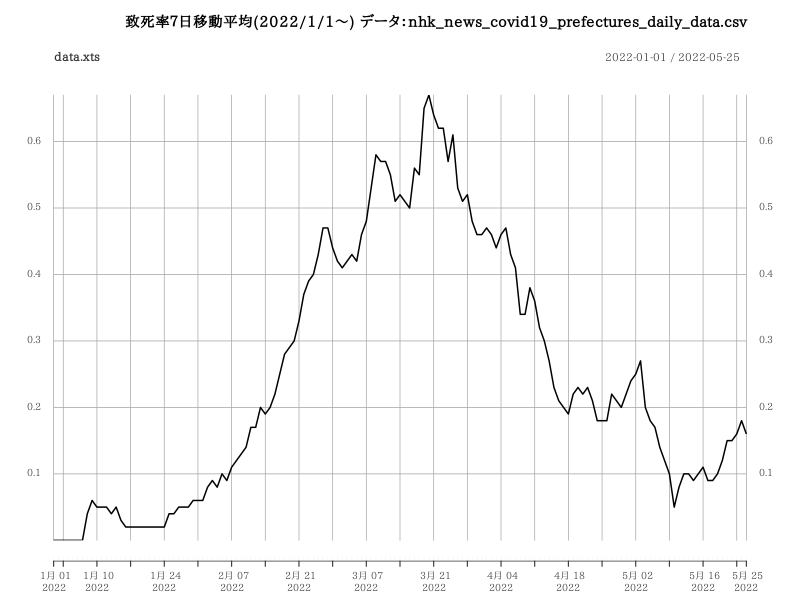 致死率7日移動平均(2022/1/1～) データ:nhk_news_covid19_prefectures_daily_data.csv
data.xts 2022-01-01 / 2022-05-25
0.6 0.6
0.5 0.5
0.4 0.4
0.3 0.3
0.2 0.2
0.1 0.1
1月 01 1月 10 1月 24 2月 07 2月 21 3月 07 3月 21 4月 04 4月 18 5月 02 5月 16 5月 25
2022 2022 2022 2022 2022 2022 2022 2022 2022 2022 2022 2022